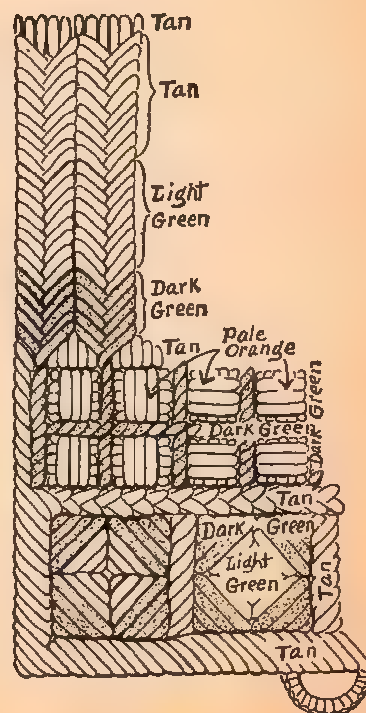 Tan
Tan
Light
Green
Dark
Green
Tan
Pale
Orange
Dark Green
Dark Green
Tan
Dark Green
Light
Green
Tan
Tan